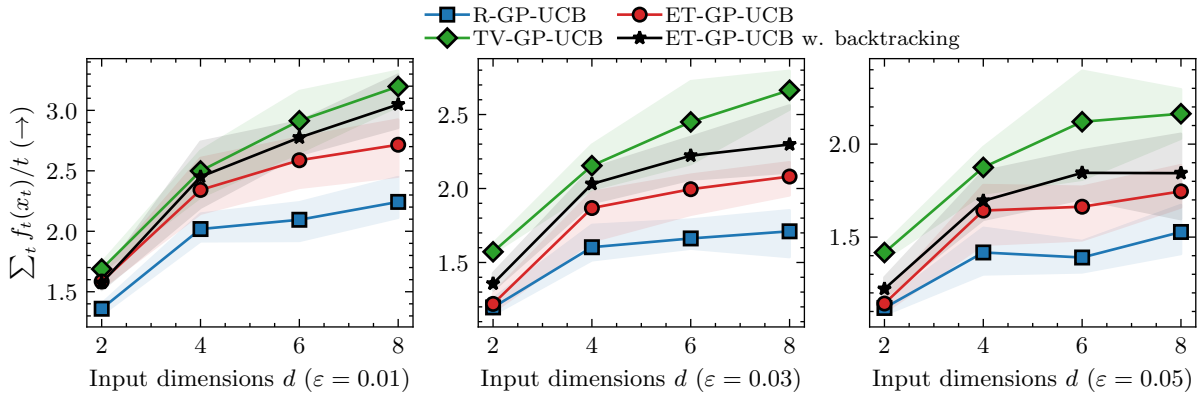 R-GP-UCB
ET-GP-UCB
TV-GP-UCB
ET-GP-UCB w. backtracking
∑_t f_t(x_t)/t (→)
3.0
2.5
2.0
1.5
2 4 6 8
Input dimensions d (ε = 0.01)
2.5
2.0
1.5
2 4 6 8
Input dimensions d (ε = 0.03)
2.0
1.5
2 4 6 8
Input dimensions d (ε = 0.05)